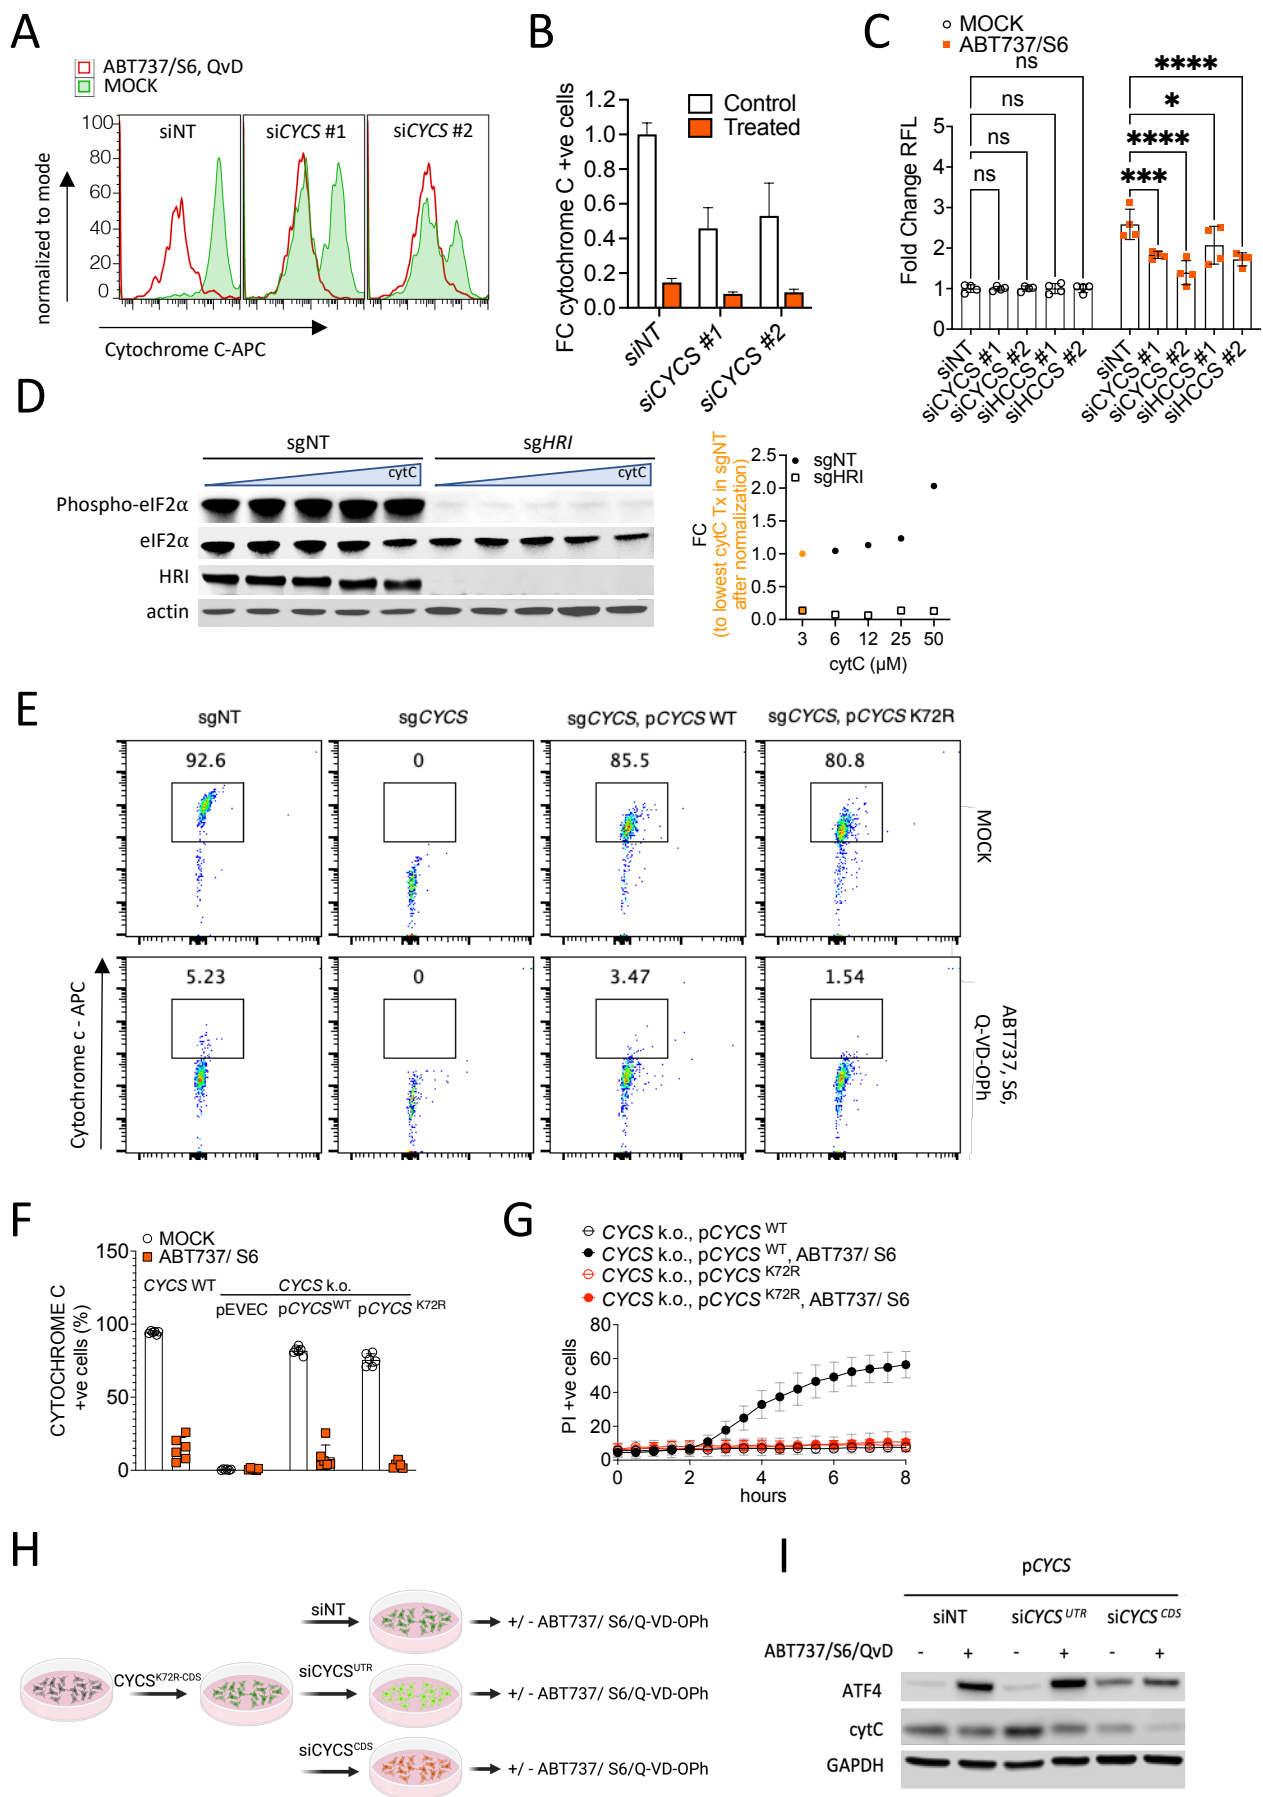 A
ABT737/S6, QvD
MOCK
siNT
siCYCS #1
siCYCS #2
100
80
60
40
20
0
normalized to mode
Cytochrome C-APC
B
Control
Treated
1.2
1.0
0.8
0.6
0.4
0.2
0.0
FC cytochrome C +ve cells
siNT
siCYCS #1
siCYCS #2
C
MOCK
ABT737/S6
ns
ns
ns
ns
****
*
****
***
5
4
3
2
1
0
Fold Change RFL
siNT
siCYCS #1
siCYCS #2
siHCCS #1
siHCCS #2
siNT
siCYCS #1
siCYCS #2
siHCCS #1
siHCCS #2
D
sgNT
sgHRI
cytC
cytC
Phospho-eIF2α
eIF2α
HRI
actin
FC
(to lowest cytC Tx in sgNT
after normalization)
2.5
2.0
1.5
1.0
0.5
0.0
sgNT
sgHRI
3 6 12 25 50
cytC (µM)
E
sgNT
sgCYCS
sgCYCS, pCYCS WT
sgCYCS, pCYCS K72R
92.6
0
85.5
80.8
MOCK
5.23
0
3.47
1.54
ABT737, S6,
Q-VD-OPh
Cytochrome c - APC
F
MOCK
ABT737/ S6
150
100
50
0
CYTOCHROME C
+ve cells (%)
CYCS WT
CYCS k.o.
pEVEC
pCYCS WT
pCYCS K72R
G
CYCS k.o., pCYCS WT
CYCS k.o., pCYCS WT, ABT737/ S6
CYCS k.o., pCYCS K72R
CYCS k.o., pCYCS K72R, ABT737/ S6
80
60
40
20
0
PI +ve cells
0 2 4 6 8
hours
H
siNT
+/ - ABT737/ S6/Q-VD-OPh
CYCS K72R-CDS
siCYCS UTR
+/ - ABT737/ S6/Q-VD-OPh
siCYCS CDS
+/ - ABT737/ S6/Q-VD-OPh
I
pCYCS
siNT
siCYCS UTR
siCYCS CDS
ABT737/S6/QvD
- + - + - +
ATF4
cytC
GAPDH